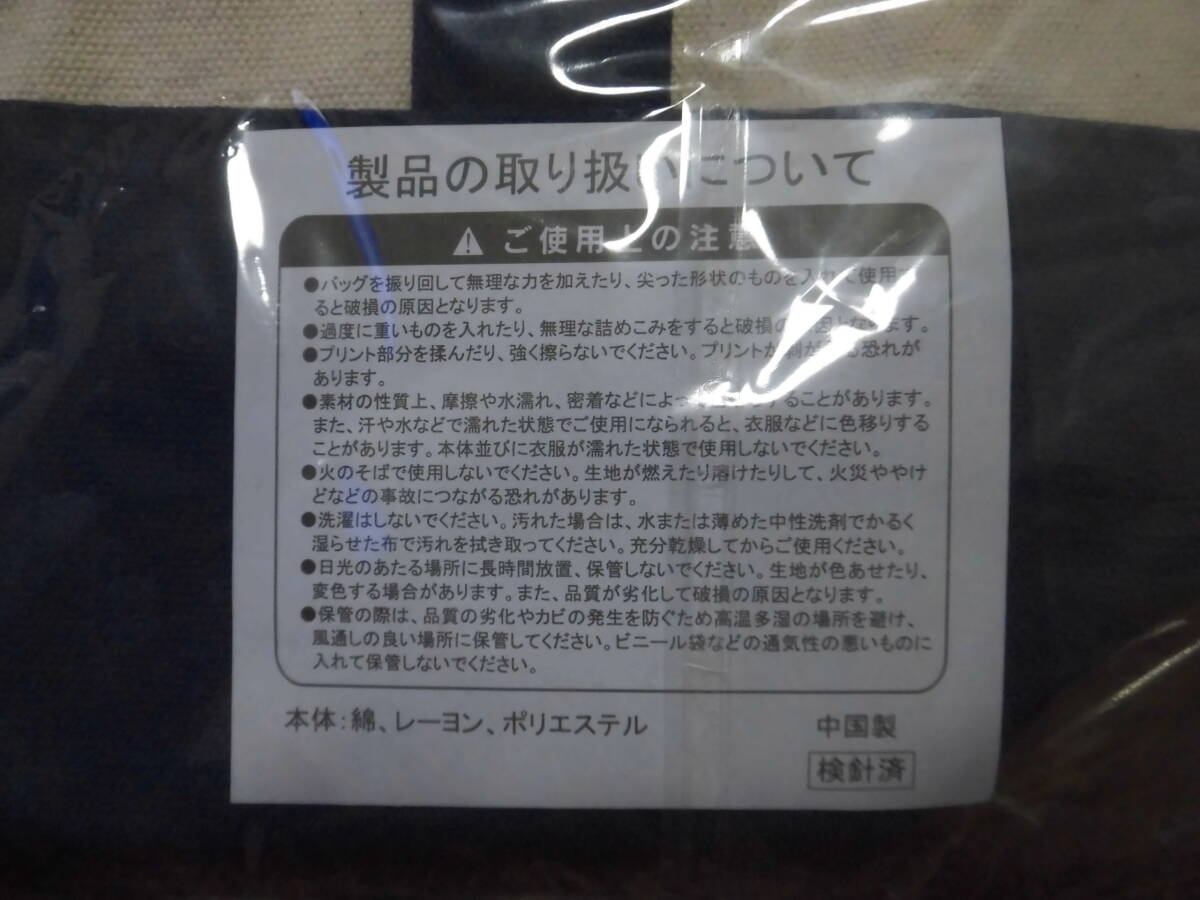 製品の取り扱いについて
⚠ ご使用上の注意
●バッグを振り回して無理な力を加えたり、尖った形状のものを入れて使用す
ると破損の原因となります。
●過度に重いものを入れたり、無理な詰めこみをすると破損の原因となります。
●プリント部分を揉んだり、強く擦らないでください。プリントが剥がれる恐れが
あります。
●素材の性質上、摩擦や水濡れ、密着などによっ することがあります。
また、汗や水などで濡れた状態でご使用になられると、衣服などに色移りする
ことがあります。本体並びに衣服が濡れた状態で使用しないでください。
●火のそばで使用しないでください。生地が燃えたり溶けたりして、火災ややけ
どなどの事故につながる恐れがあります。
●洗濯はしないでください。汚れた場合は、水または薄めた中性洗剤でかるく
湿らせた布で汚れを拭き取ってください。充分乾燥してからご使用ください。
●日光のあたる場所に長時間放置、保管しないでください。生地が色あせたり、
変色する場合があります。また、品質が劣化して破損の原因となります。
●保管の際は、品質の劣化やカビの発生を防ぐため高温多湿の場所を避け、
風通しの良い場所に保管してください。ビニール袋などの通気性の悪いものに
入れて保管しないでください。
本体:綿、レーヨン、ポリエステル
中国製
検針済